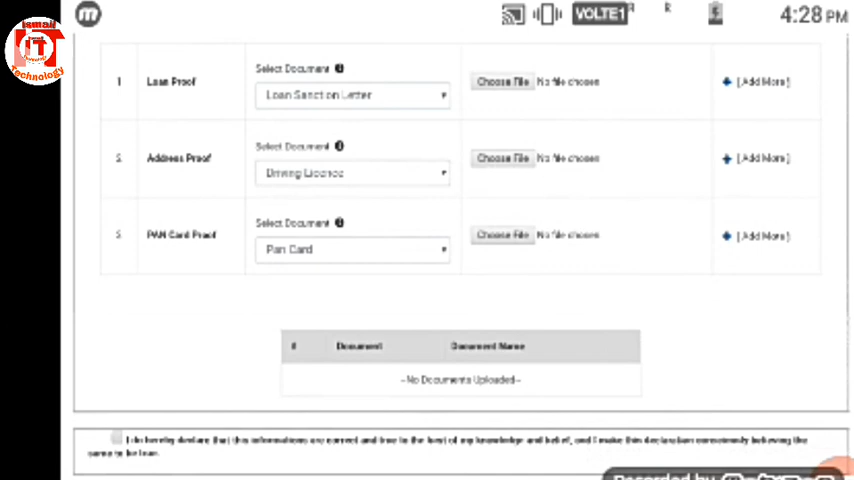 Ismail
iT
Technology
VOLTE1 R
R
4:28 PM
1 Loan Proof
Select Document
Loan Sanction Letter
Choose File No file chosen
[Add More]
2 Address Proof
Select Document
Driving Licence
Choose File No file chosen
[Add More]
PAN Card Proof
Select Document
Pan Card
Choose File No file chosen
[Add More]
# Document Document Name
--No Documents Uploaded--
I do hereby declare that this informations are correct and true to the best of my knowledge and belief, and I make this declaration consciously believing the
same to be true.
Recorded by